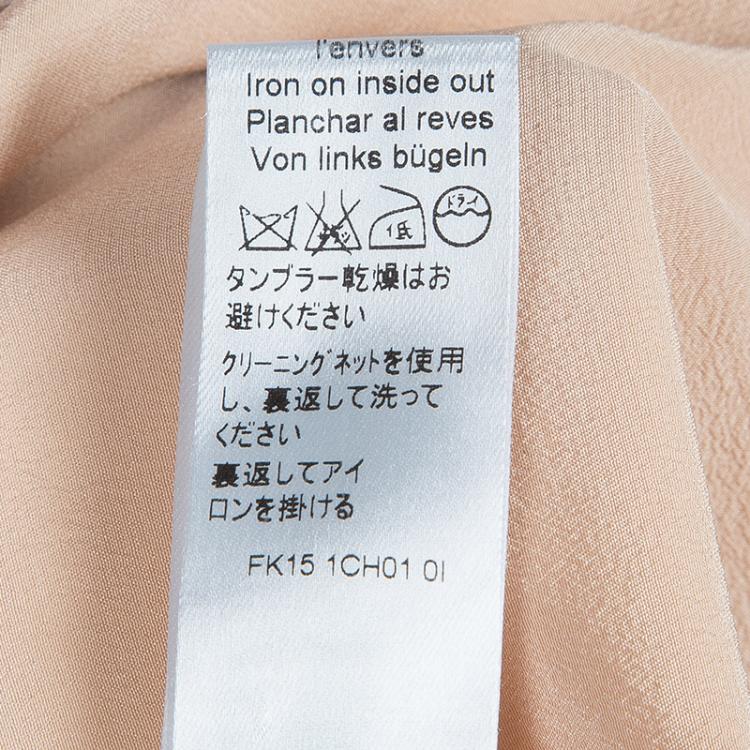 l'envers
Iron on inside out
Planchar al reves
Von links bügeln
低 ドライ
タンブラー乾燥はお
避けください
クリーニングネットを使用
し、裏返して洗って
ください
裏返してアイ
ロンを掛ける
FK15 1CH01 0I